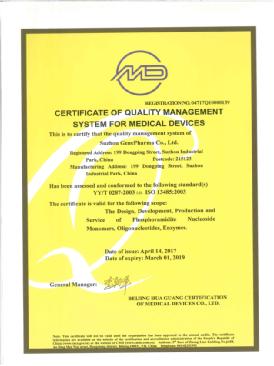 CERTIFICATE OF QUALITY MANAGEMENT
SYSTEM FOR MEDICAL DEVICES
This is to certify that the quality management system of
Suzhou GenePharma Co., Ltd.
Registered Address: 199 Dongping Street, Suzhou Industrial
Park, China Postcode: 215125
Manufacturing Address: 199 Dongping Street, Suzhou
Industrial Park, China
Has been assessed and conformed to the following standard(s)
YY/T 0287-2003 idt ISO 13485:2003
The certificate is valid for the following scope:
The Design, Development, Production and
Service of Phosphoramidite Nucleoside
Monomers, Oligonucleotides, Enzymes.
Date of issue: April 14, 2017
Date of expiry: March 01, 2019
General Manager:
BEIJING HUA GUANG CERTIFICATION
OF MEDICAL DEVICES CO., LTD.